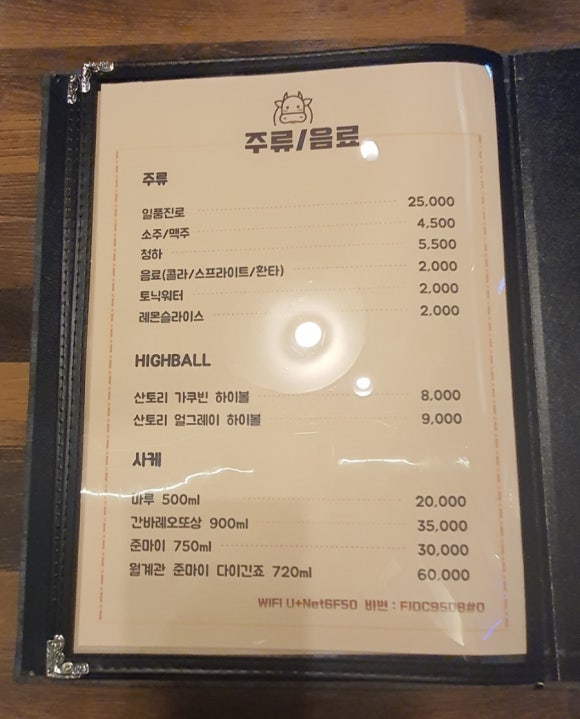 주류/음료
주류
일품진로 25,000
소주/맥주 4,500
청하 5,500
음료(콜라/스프라이트/환타) 2,000
토닉워터 2,000
레몬슬라이스 2,000
HIGHBALL
산토리 가쿠빈 하이볼 8,000
산토리 얼그레이 하이볼 9,000
사케
마루 500ml 20,000
간바레오또상 900ml 35,000
준마이 750ml 30,000
월계관 준마이 다이긴죠 720ml 60,000
WIFI U+Net6F50 비번 :